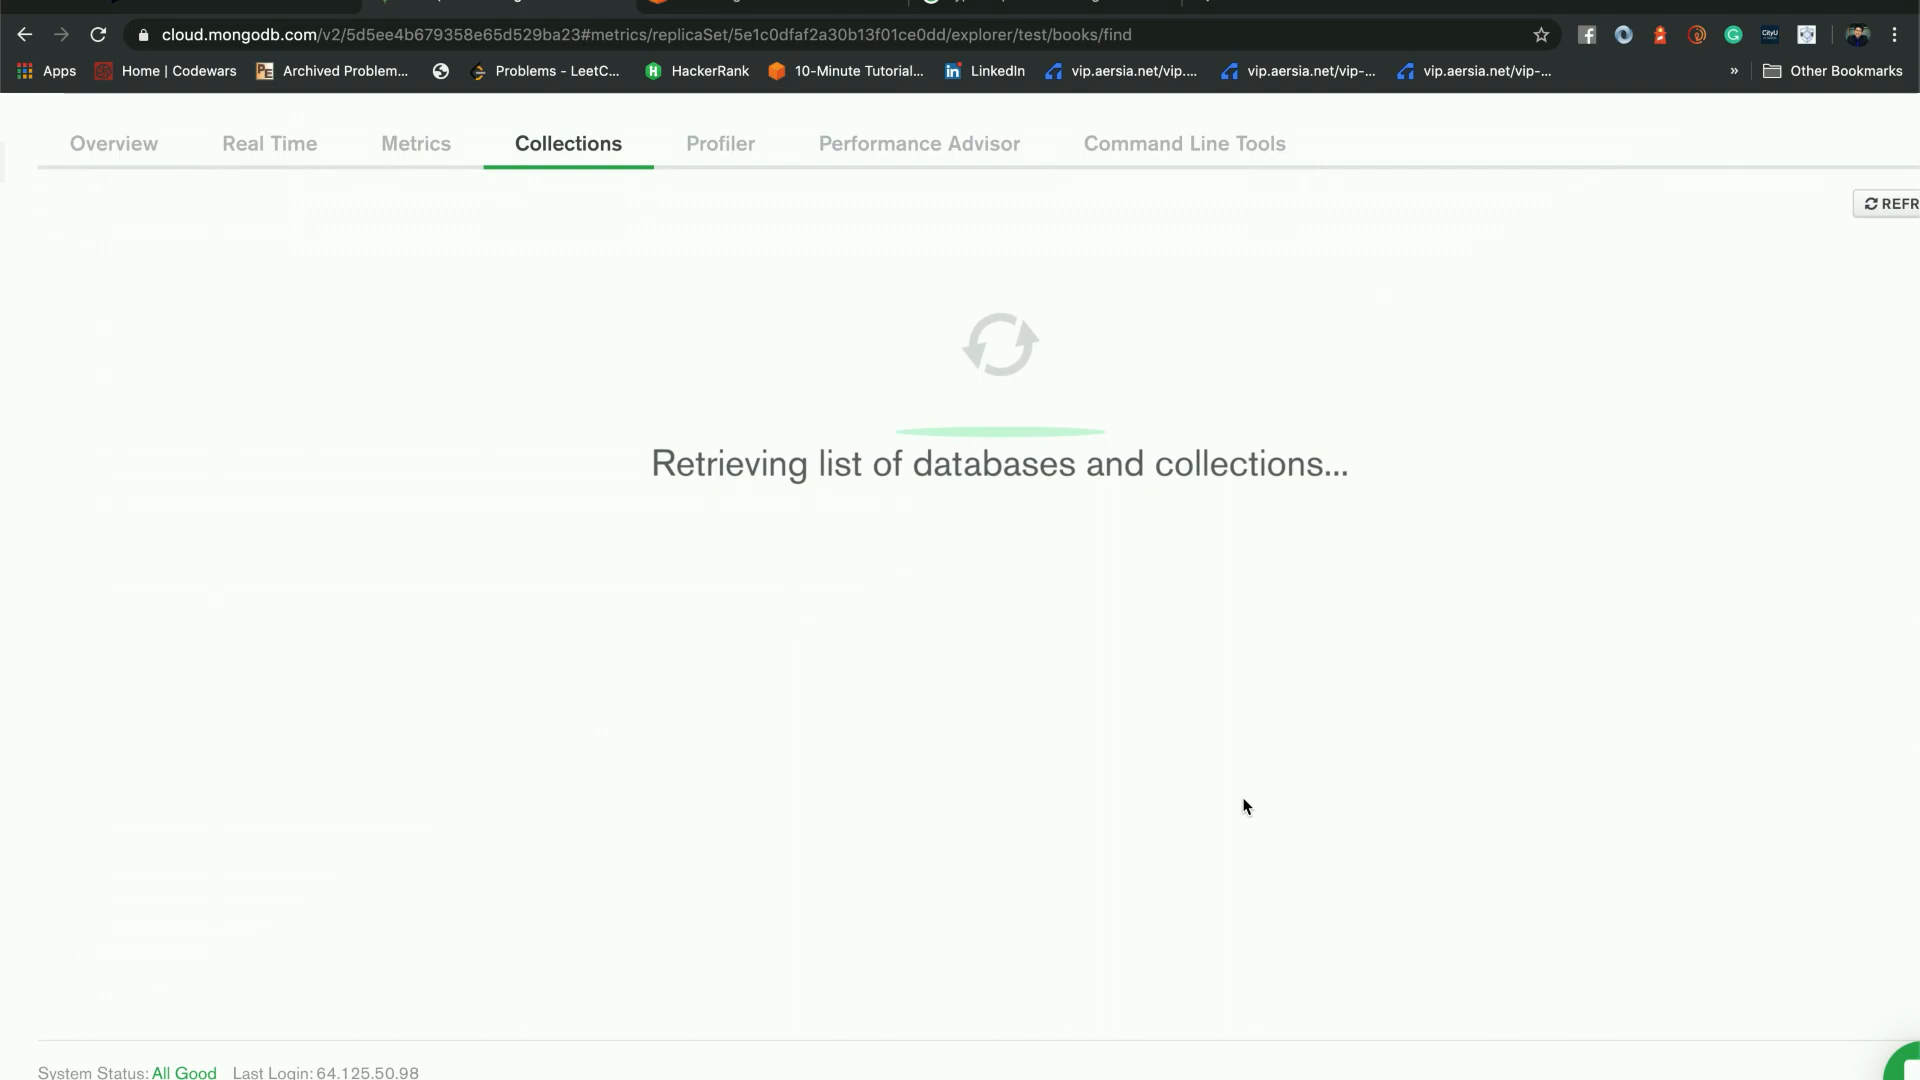 cloud.mongodb.com/v2/5d5ee4b679358e65d529ba23#metrics/replicaSet/5e1c0dfaf2a30b13f01ce0dd/explorer/test/books/find
Apps Home | Codewars Archived Problem... Problems - LeetC... HackerRank 10-Minute Tutorial... LinkedIn vip.aersia.net/vip.... vip.aersia.net/vip-... vip.aersia.net/vip-... » Other Bookmarks
Overview Real Time Metrics Collections Profiler Performance Advisor Command Line Tools
REFR
Retrieving list of databases and collections...
System Status: All Good Last Login: 64.125.50.98